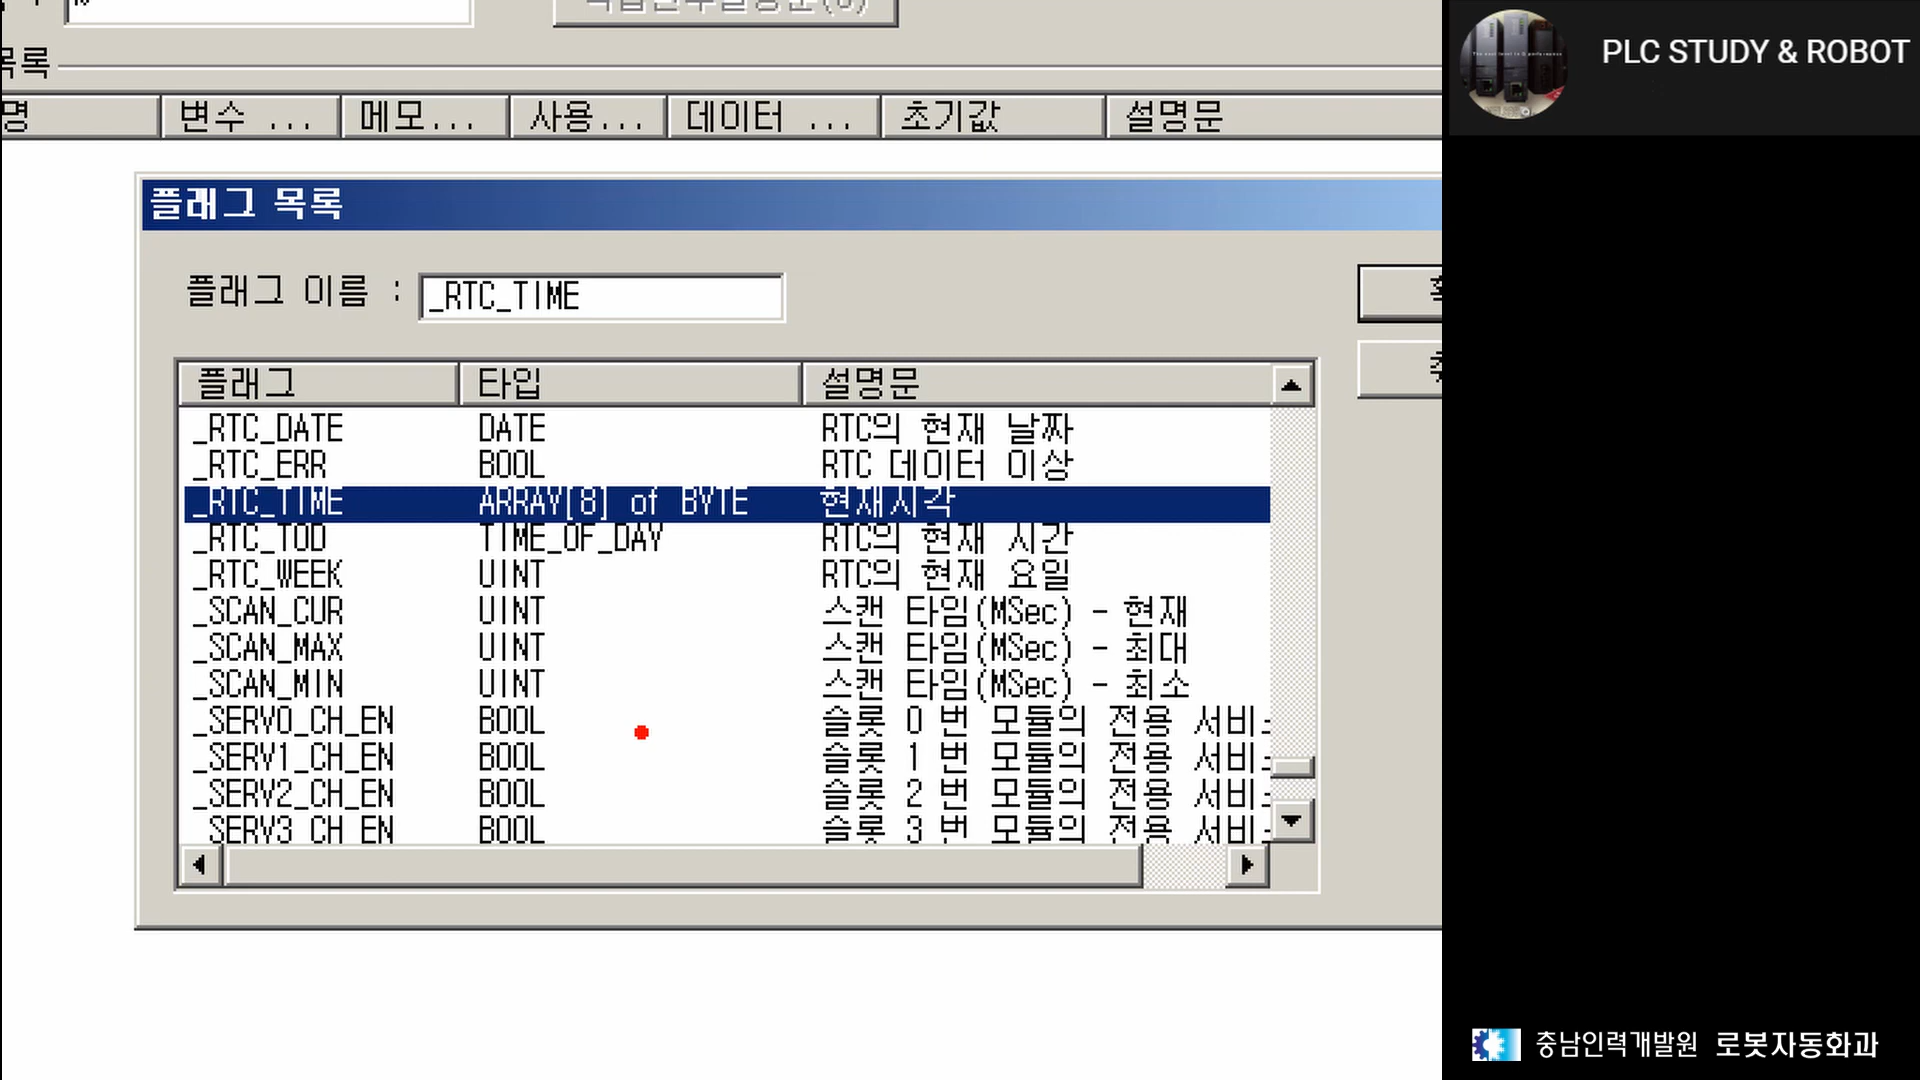 목록
명 변수 ... 메모... 사용... 데이터 ... 초기값 설명문
플래그 목록
플래그 이름 : _RTC_TIME
플래그 타입 설명문
_RTC_DATE DATE RTC의 현재 날짜
_RTC_ERR BOOL RTC 데이터 이상
_RTC_TIME ARRAY[8] of BYTE 현재시각
_RTC_TOD TIME_OF_DAY RTC의 현재 시간
_RTC_WEEK UINT RTC의 현재 요일
_SCAN_CUR UINT 스캔 타임(MSec) - 현재
_SCAN_MAX UINT 스캔 타임(MSec) - 최대
_SCAN_MIN UINT 스캔 타임(MSec) - 최소
_SERV0_CH_EN BOOL 슬롯 0 번 모듈의 전용 서비
_SERV1_CH_EN BOOL 슬롯 1 번 모듈의 전용 서비
_SERV2_CH_EN BOOL 슬롯 2 번 모듈의 전용 서비
_SERV3_CH_EN BOOL 슬롯 3 번 모듈의 전용 서비
PLC STUDY & ROBOT
충남인력개발원 로봇자동화과